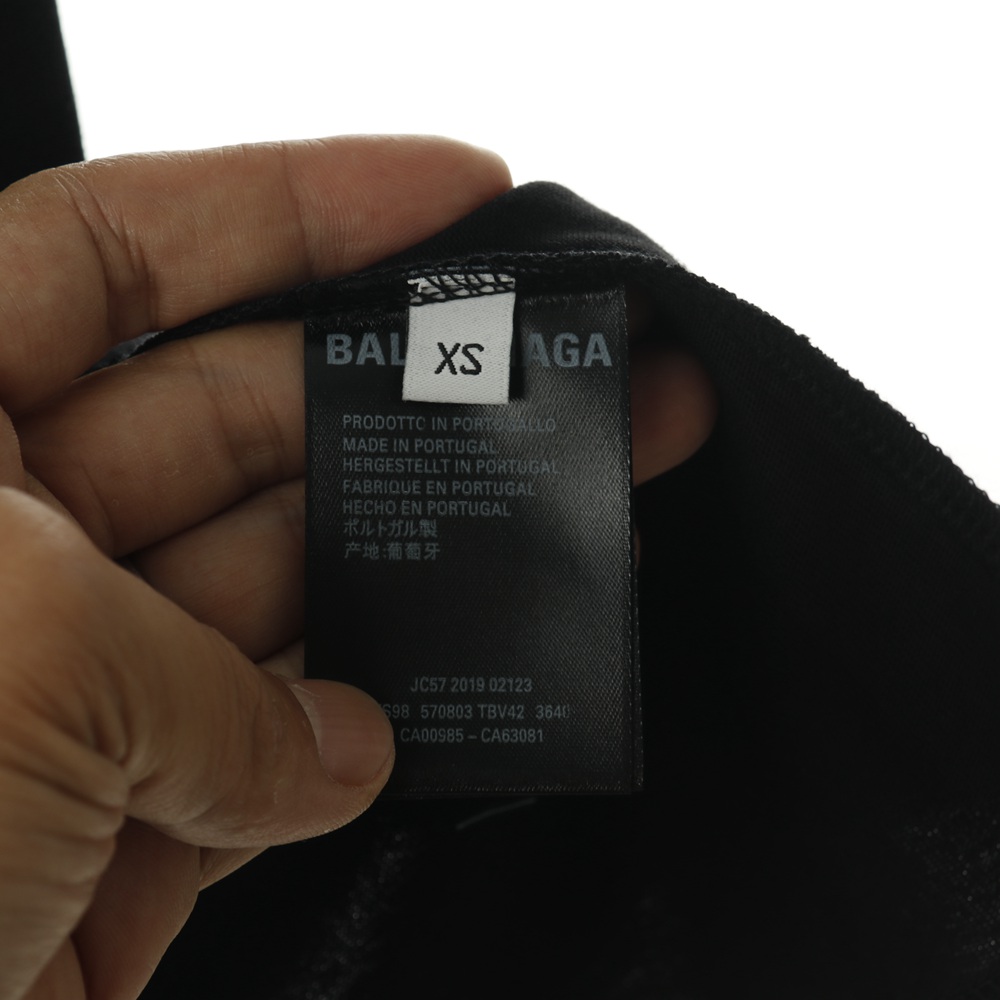 BAL AGA
XS
PRODOTTO IN PORTOGALLO
MADE IN PORTUGAL
HERGESTELLT IN PORTUGAL
FABRIQUE EN PORTUGAL
HECHO EN PORTUGAL
ポルトガル製
产地:葡萄牙
JC57 2019 02123
S98 570803 TBV42 3640
CA00985 – CA63081